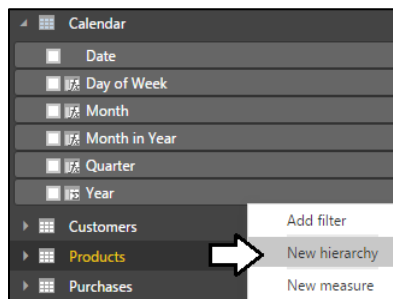 Calendar
Date
Day of Week
Month
Month in Year
Quarter
Year
Customers
Add filter
Products
New hierarchy
Purchases
New measure